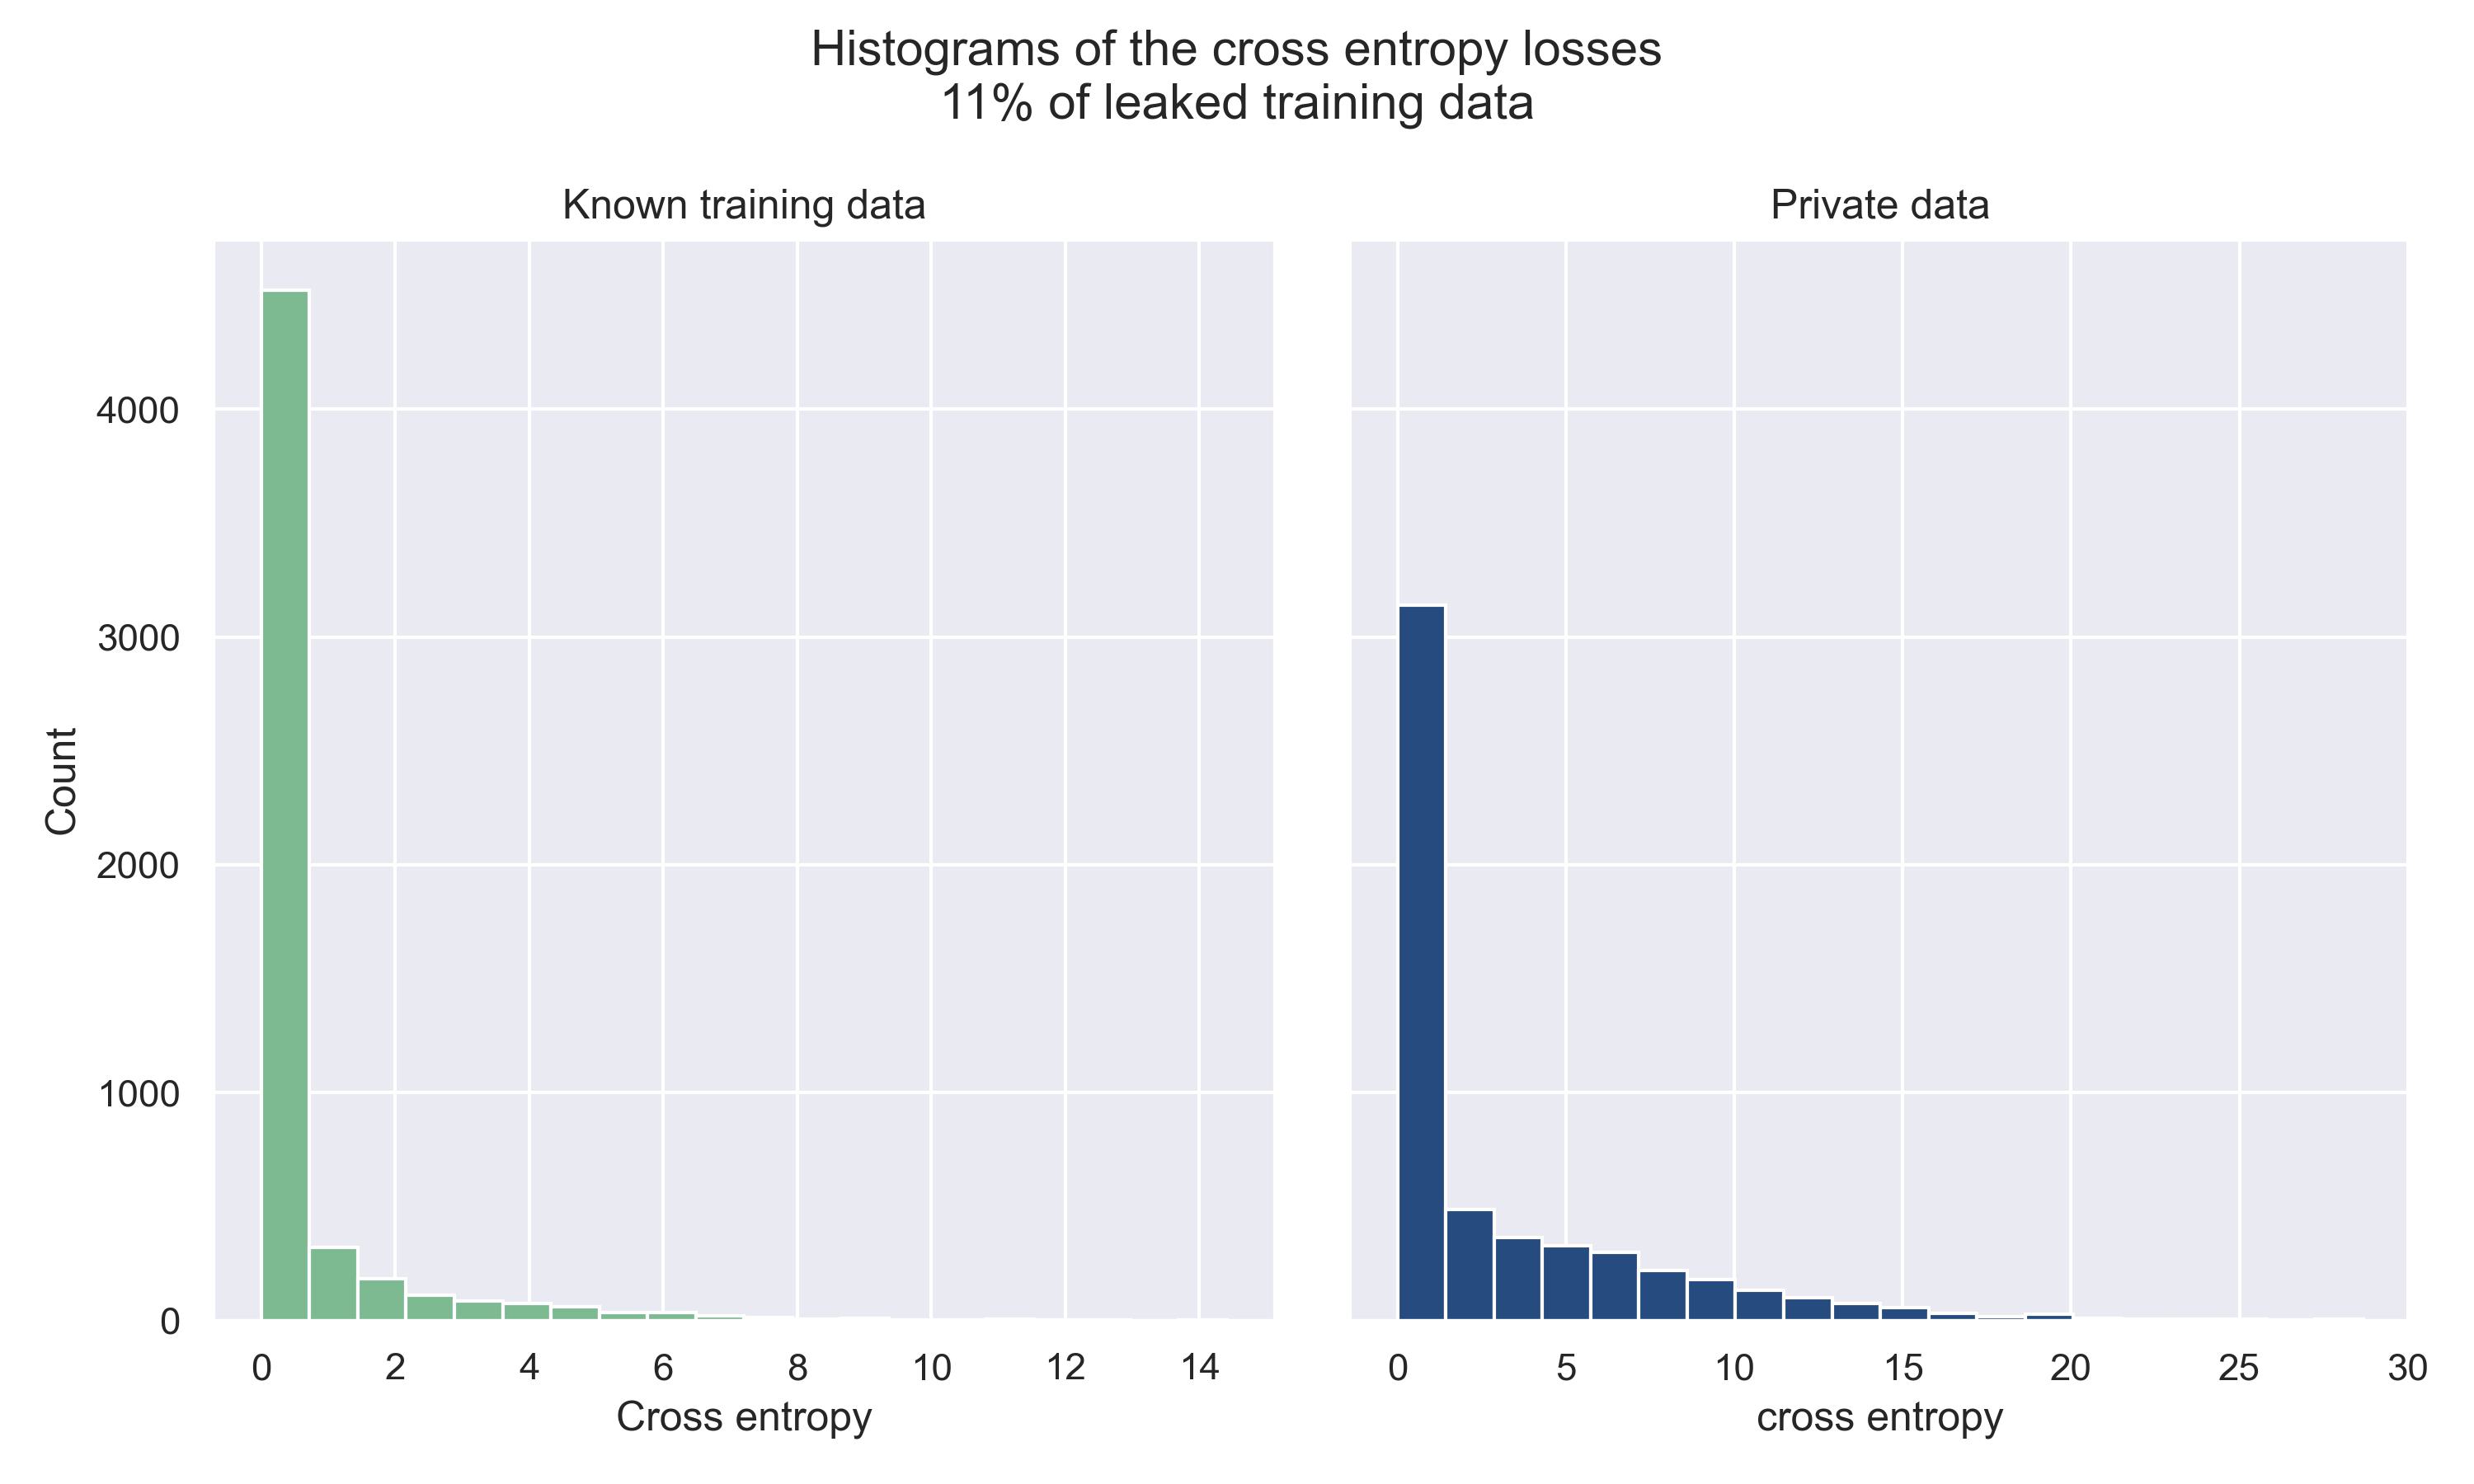 Histograms of the cross entropy losses
11% of leaked training data
Known training data
Private data
Count
4000
3000
2000
1000
0
0 2 4 6 8 10 12 14
Cross entropy
0 5 10 15 20 25 30
cross entropy